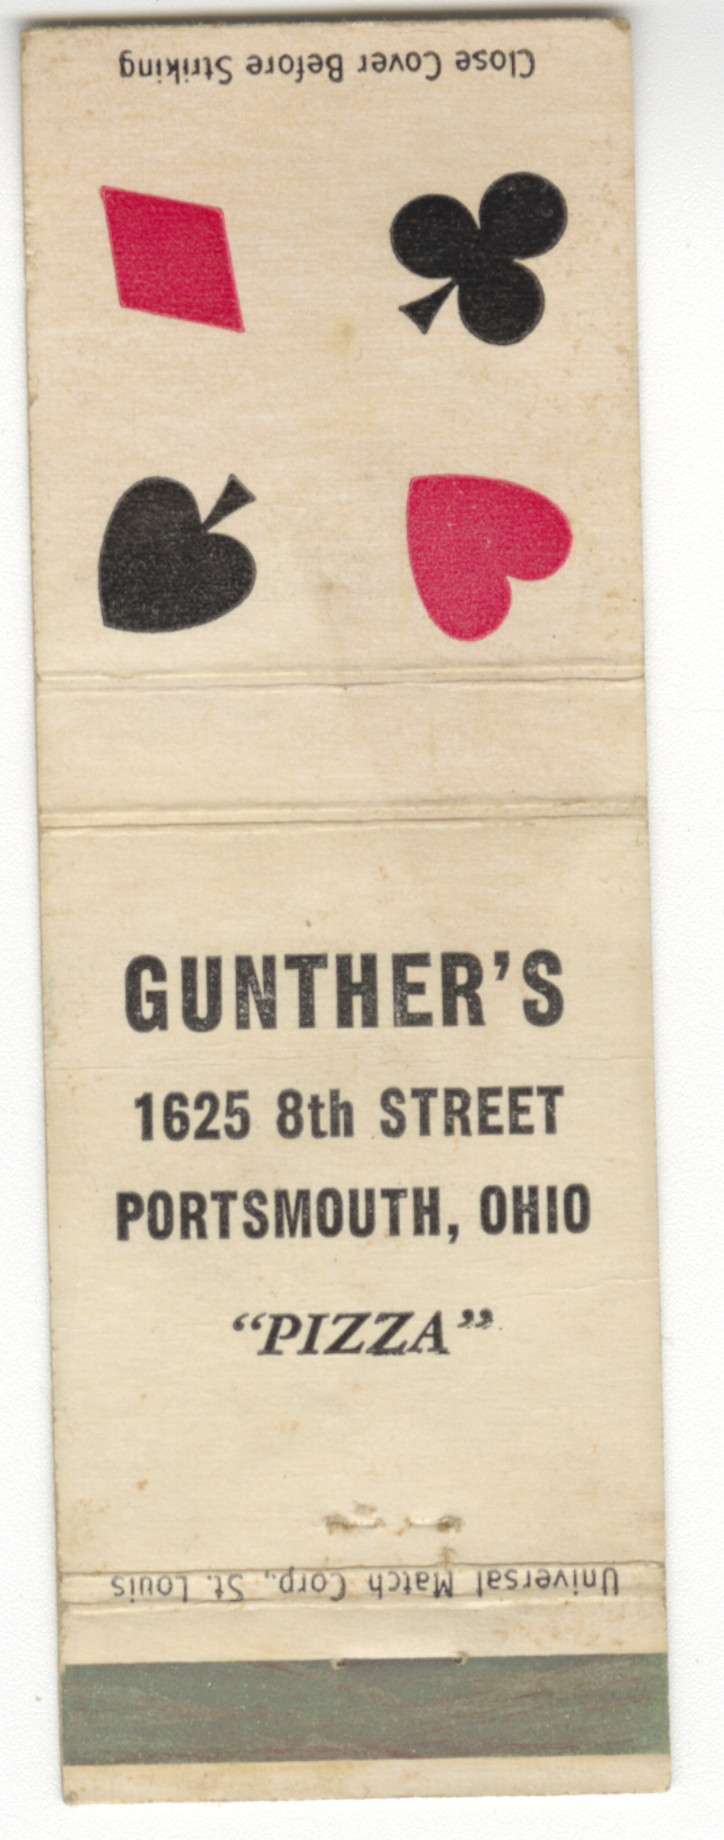 Close Cover Before Striking
GUNTHER'S
1625 8th STREET
PORTSMOUTH, OHIO
"PIZZA"
Universal Match Corp., St. Louis